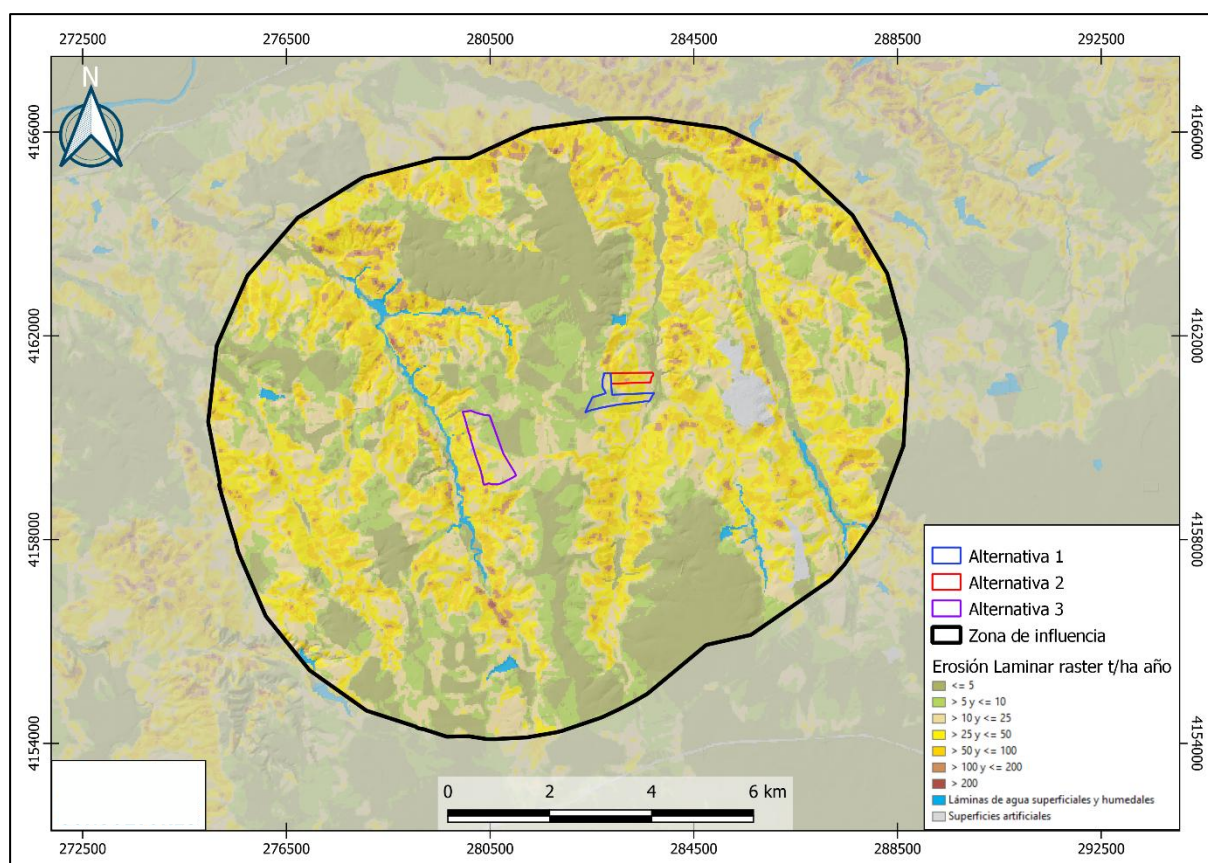 272500 276500 280500 284500 288500 292500
N
4166000 4166000
4162000 4162000
4158000 4158000
4154000 4154000
Alternativa 1
Alternativa 2
Alternativa 3
Zona de influencia
Erosión Laminar raster t/ha año
<= 5
> 5 y <= 10
> 10 y <= 25
> 25 y <= 50
> 50 y <= 100
> 100 y <= 200
> 200
Láminas de agua superficiales y humedales
Superficies artificiales
0 2 4 6 km
272500 276500 280500 284500 288500 292500